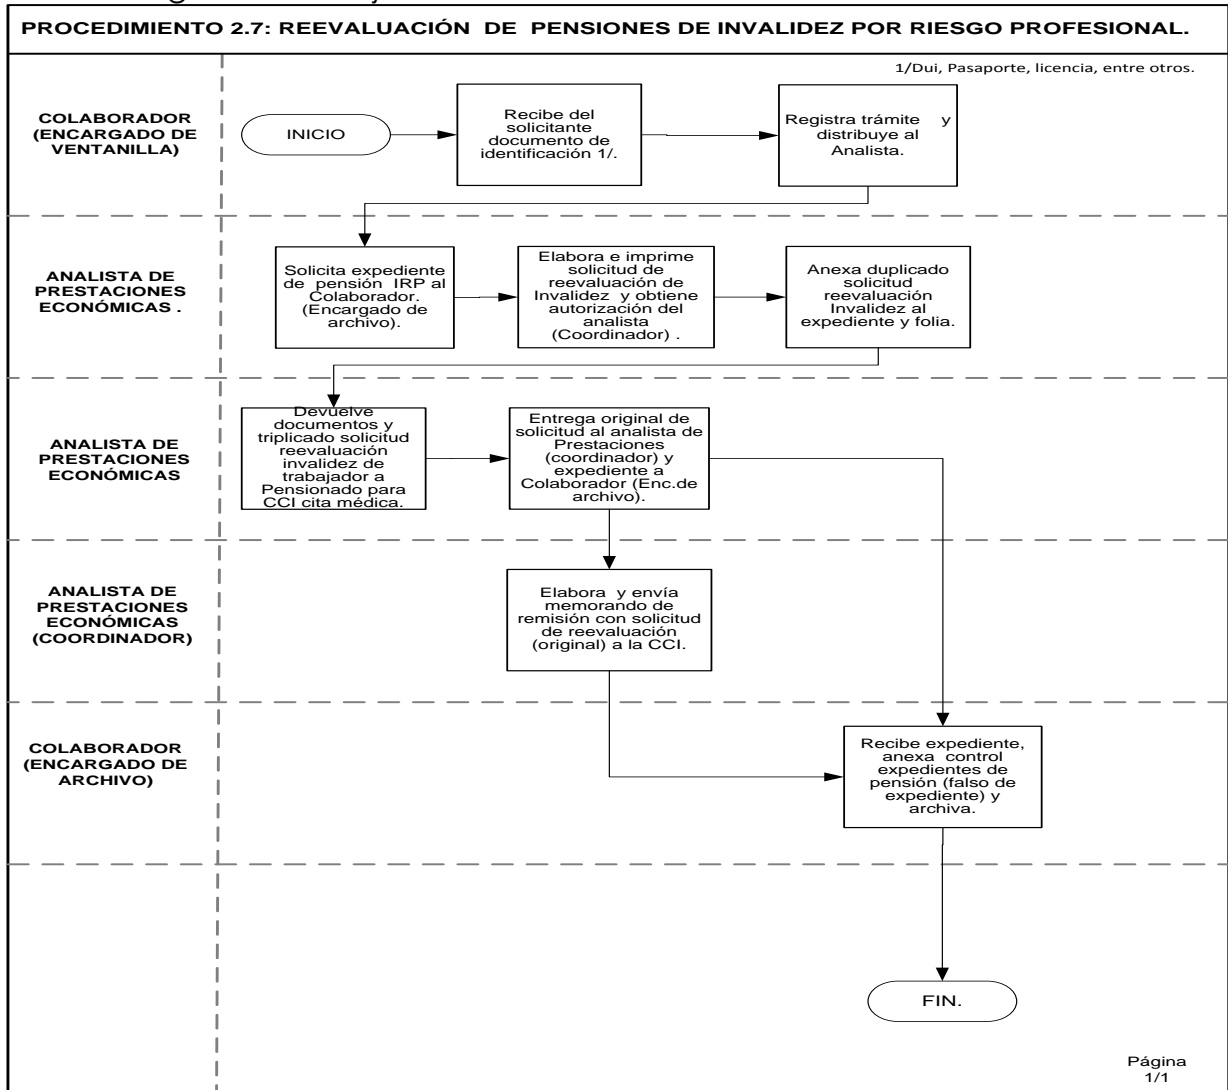 PROCEDIMIENTO 2.7: REEVALUACIÓN DE PENSIONES DE INVALIDEZ POR RIESGO PROFESIONAL.
1/Dui, Pasaporte, licencia, entre otros.
COLABORADOR
(ENCARGADO DE
VENTANILLA)
INICIO
Recibe del
solicitante
documento de
identificación 1/.
Registra trámite y
distribuye al
Analista.
ANALISTA DE
PRESTACIONES
ECONÓMICAS .
Solicita expediente
de pensión IRP al
Colaborador.
(Encargado de
archivo).
Elabora e imprime
solicitud de
reevaluación de
Invalidez y obtiene
autorización del
analista
(Coordinador) .
Anexa duplicado
solicitud
reevaluación
Invalidez al
expediente y folia.
ANALISTA DE
PRESTACIONES
ECONÓMICAS
Devuelve
documentos y
triplicado solicitud
reevaluación
invalidez de
trabajador a
Pensionado para
CCI cita médica.
Entrega original de
solicitud al analista de
Prestaciones
(coordinador) y
expediente a
Colaborador (Enc.de
archivo).
ANALISTA DE
PRESTACIONES
ECONÓMICAS
(COORDINADOR)
Elabora y envía
memorando de
remisión con solicitud
de reevaluación
(original) a la CCI.
COLABORADOR
(ENCARGADO DE
ARCHIVO)
Recibe expediente,
anexa control
expedientes de
pensión (falso de
expediente) y
archiva.
FIN.
Página
1/1